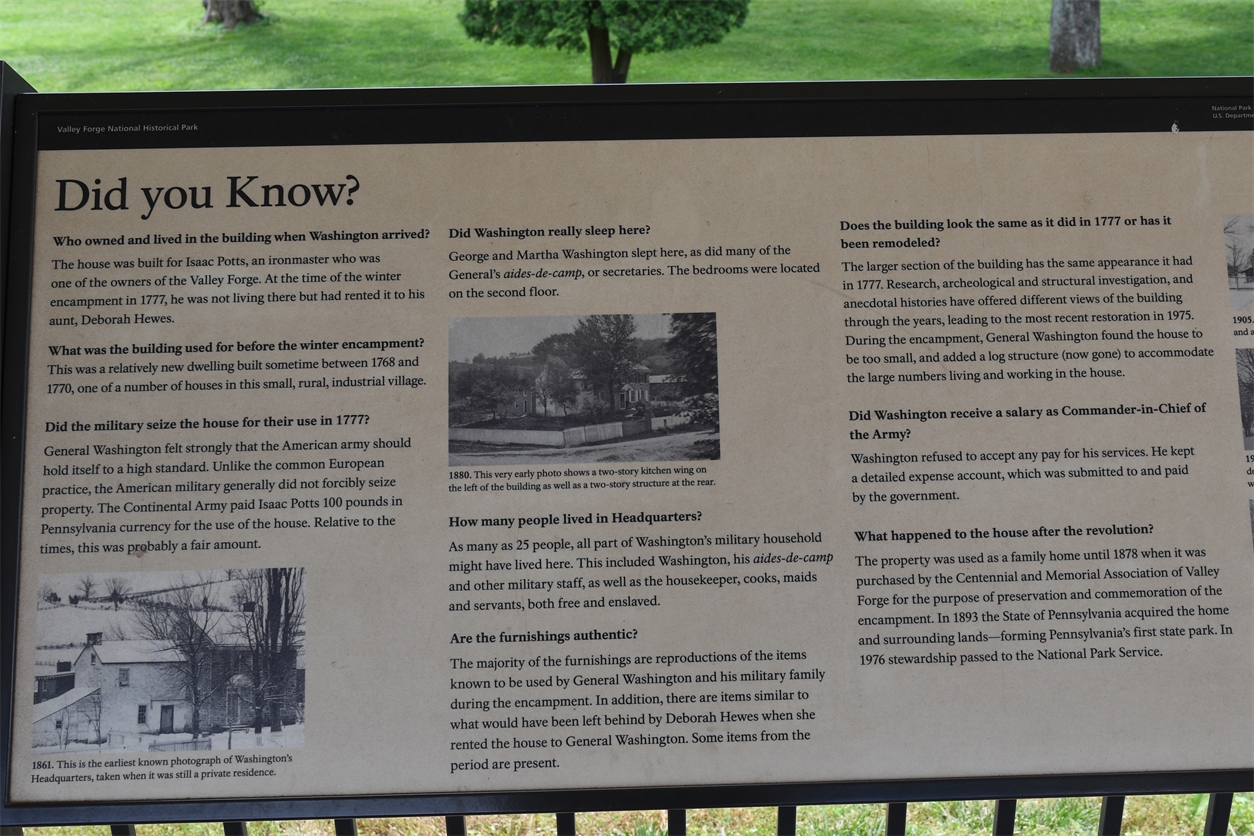 Valley Forge National Historical Park
National Park
U.S. Departme
Did you Know?
Who owned and lived in the building when Washington arrived?
The house was built for Isaac Potts, an ironmaster who was
one of the owners of the Valley Forge. At the time of the winter
encampment in 1777, he was not living there but had rented it to his
aunt, Deborah Hewes.
What was the building used for before the winter encampment?
This was a relatively new dwelling built sometime between 1768 and
1770, one of a number of houses in this small, rural, industrial village.
Did the military seize the house for their use in 1777?
General Washington felt strongly that the American army should
hold itself to a high standard. Unlike the common European
practice, the American military generally did not forcibly seize
property. The Continental Army paid Isaac Potts 100 pounds in
Pennsylvania currency for the use of the house. Relative to the
times, this was probably a fair amount.
1861. This is the earliest known photograph of Washington's
Headquarters, taken when it was still a private residence.
Did Washington really sleep here?
George and Martha Washington slept here, as did many of the
General's aides-de-camp, or secretaries. The bedrooms were located
on the second floor.
1880. This very early photo shows a two-story kitchen wing on
the left of the building as well as a two-story structure at the rear.
How many people lived in Headquarters?
As many as 25 people, all part of Washington's military household
might have lived here. This included Washington, his aides-de-camp
and other military staff, as well as the housekeeper, cooks, maids
and servants, both free and enslaved.
Are the furnishings authentic?
The majority of the furnishings are reproductions of the items
known to be used by General Washington and his military family
during the encampment. In addition, there are items similar to
what would have been left behind by Deborah Hewes when she
rented the house to General Washington. Some items from the
period are present.
Does the building look the same as it did in 1777 or has it
been remodeled?
The larger section of the building has the same appearance it had
in 1777. Research, archeological and structural investigation, and
anecdotal histories have offered different views of the building
through the years, leading to the most recent restoration in 1975.
During the encampment, General Washington found the house to
be too small, and added a log structure (now gone) to accommodate
the large numbers living and working in the house.
Did Washington receive a salary as Commander-in-Chief of
the Army?
Washington refused to accept any pay for his services. He kept
a detailed expense account, which was submitted to and paid
by the government.
What happened to the house after the revolution?
The property was used as a family home until 1878 when it was
purchased by the Centennial and Memorial Association of Valley
Forge for the purpose of preservation and commemoration of the
encampment. In 1893 the State of Pennsylvania acquired the home
and surrounding lands—forming Pennsylvania's first state park. In
1976 stewardship passed to the National Park Service.
1905.
and a